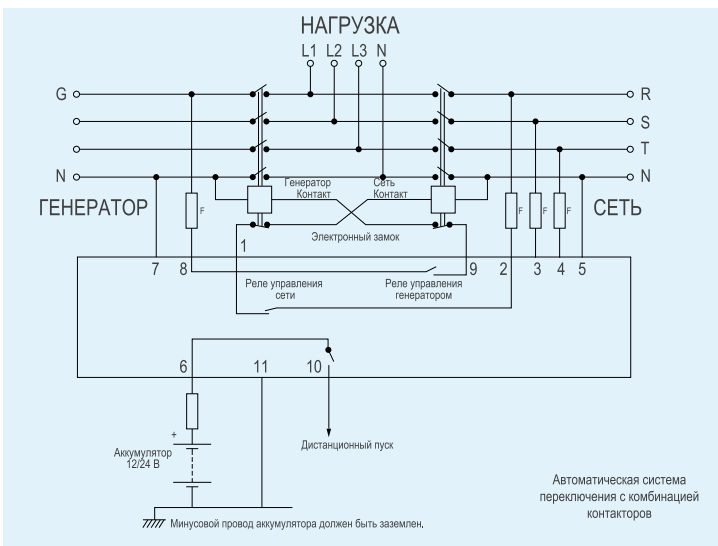 НАГРУЗКА
L1 L2 L3 N
G R
S
T
N N
ГЕНЕРАТОР
Генератор
Контакт
Сеть
Контакт
СЕТЬ
F F F F
Электронный замок
1
7 8 9 2 3 4 5
Реле управления
сети
Реле управления
генератором
6 11 10
+
Аккумулятор
12/24 В
Дистанционный пуск
Автоматическая система
переключения с комбинацией
контакторов
Минусовой провод аккумулятора должен быть заземлен.